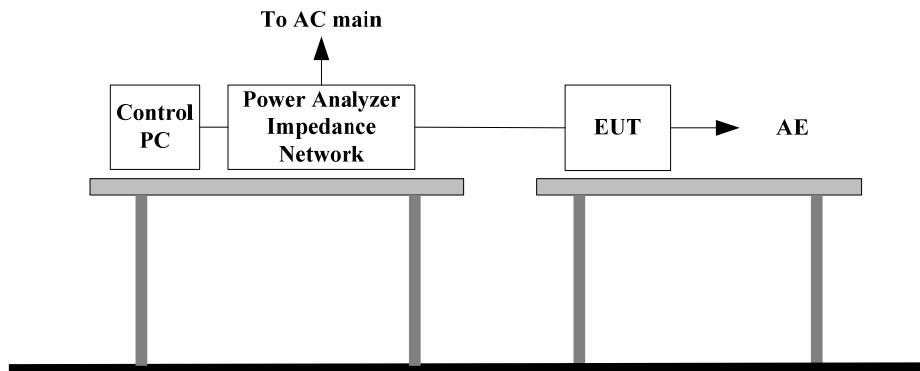 To AC main
Control
PC
Power Analyzer
Impedance
Network
EUT
AE